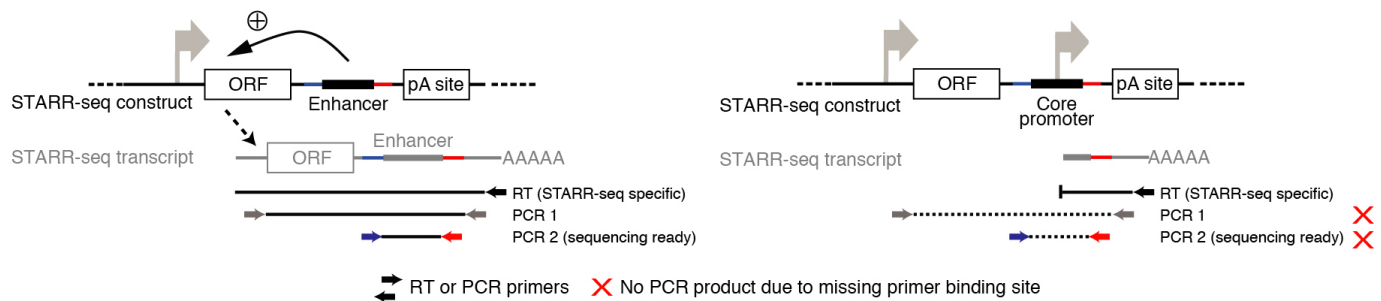 ORF
pA site
Enhancer
STARR-seq construct
Enhancer
STARR-seq transcript
ORF
AAAAA
RT (STARR-seq specific)
PCR 1
PCR 2 (sequencing ready)
ORF
pA site
STARR-seq construct
Core
promoter
STARR-seq transcript
AAAAA
RT (STARR-seq specific)
PCR 1
PCR 2 (sequencing ready)
RT or PCR primers
No PCR product due to missing primer binding site